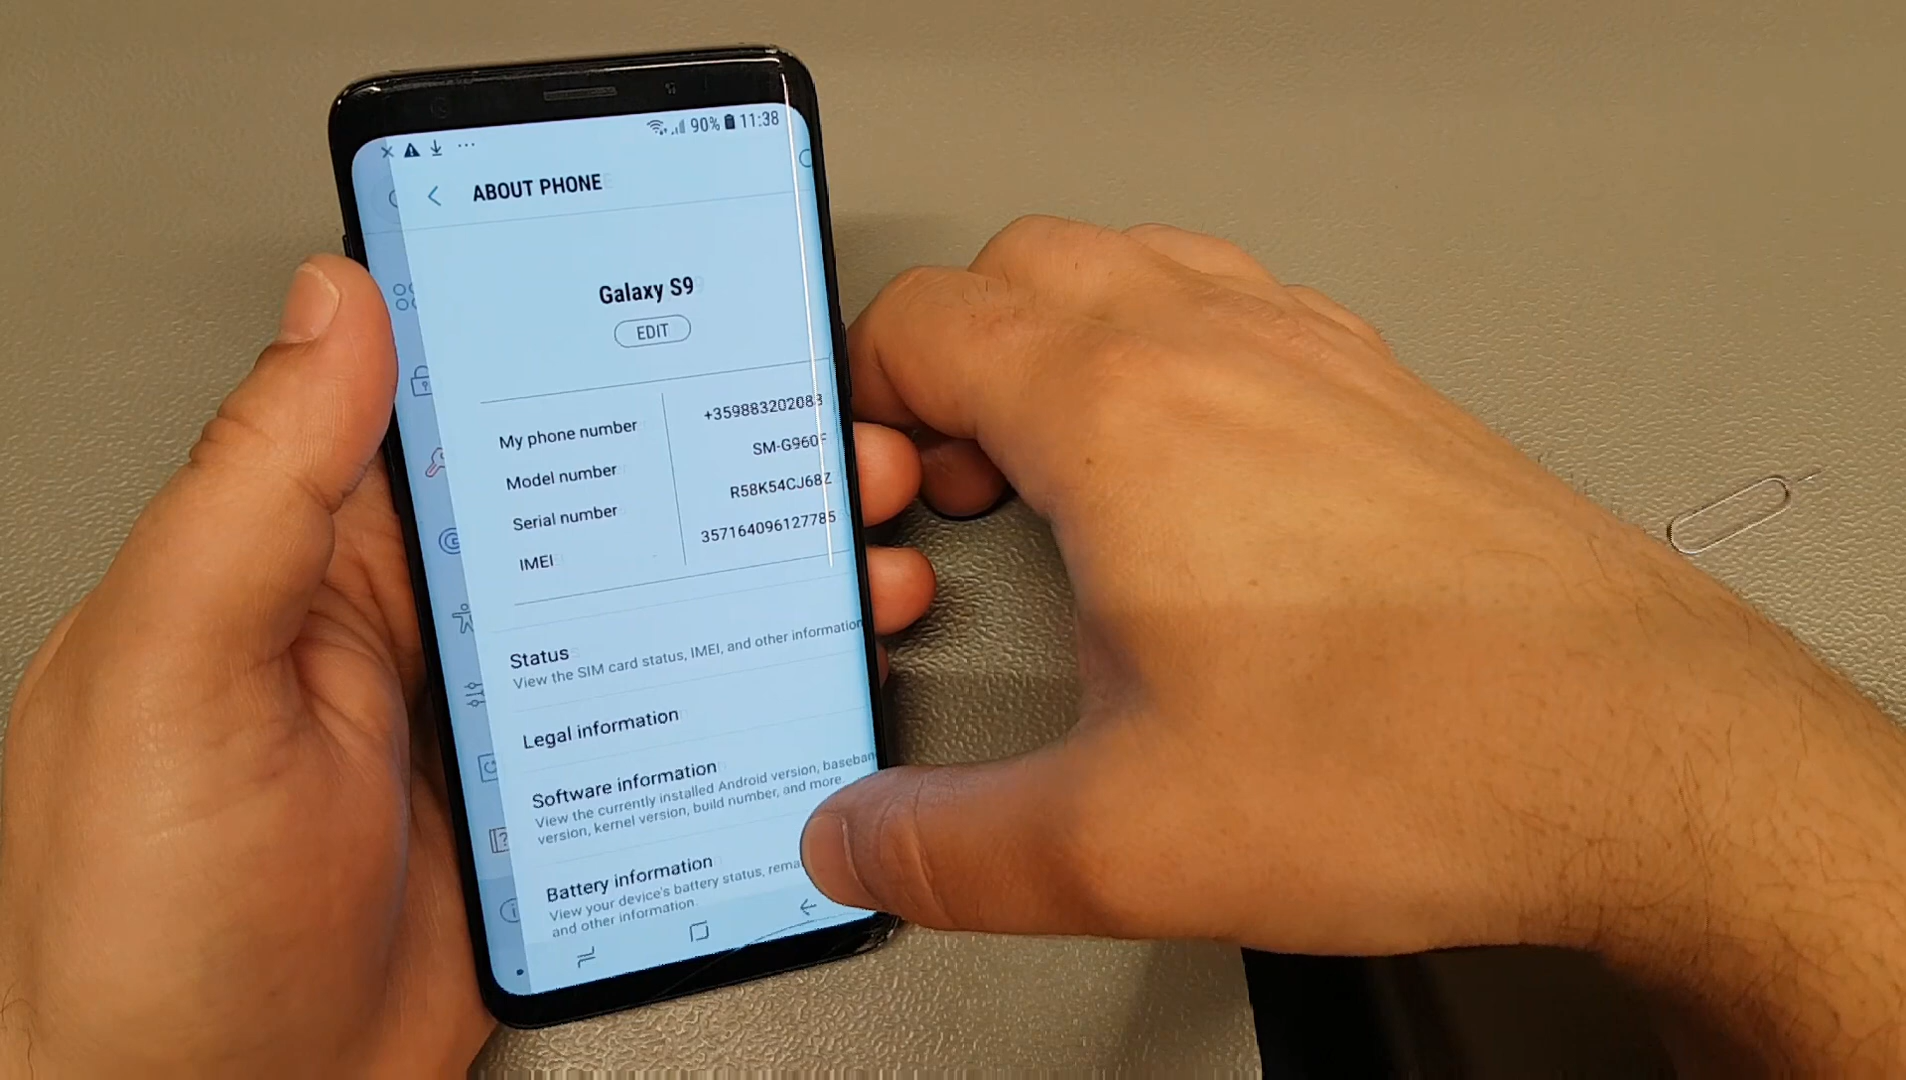 90% 11:38
ABOUT PHONE
Galaxy S9
EDIT
My phone number +359883202083
Model number SM-G960F
Serial number R58K54CJ68Z
IMEI 357164096127785
Status
View the SIM card status, IMEI, and other information
Legal information
Software information
View the currently installed Android version, baseban
version, kernel version, build number, and more.
Battery information
View your device's battery status, rema
and other information.